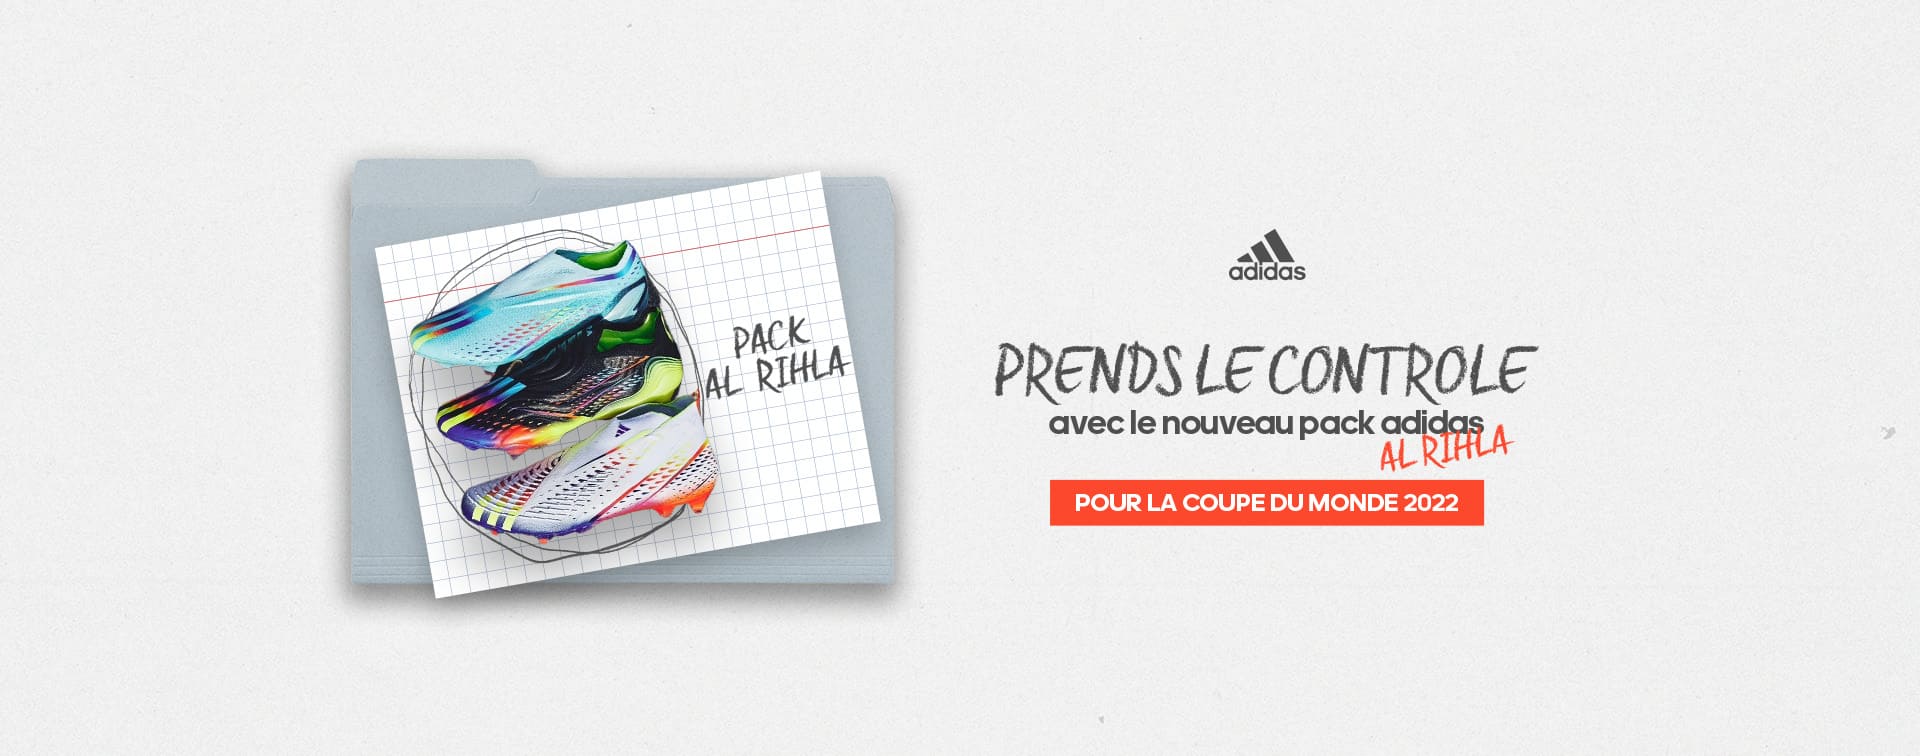 PACK
AL RIHLA
adidas
PRENDS LE CONTROLE
avec le nouveau pack adidas
AL RIHLA
POUR LA COUPE DU MONDE 2022